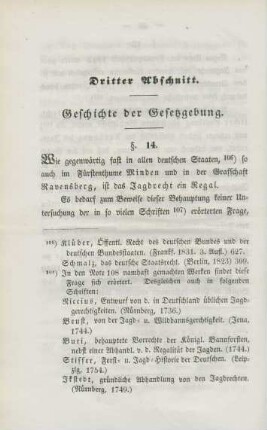 Dritter Abschnitt.
Geschichte der Gesetzgebung.
§. 14.
Wie gegenwärtig fast in allen deutschen Staaten, 106) so
auch im Fürstenthume Minden und in der Grafschaft
Ravensberg, ist das Jagdrecht ein Regal.
Es bedarf zum Beweise dieser Behauptung keiner Un-
tersuchung der in so vielen Schriften 107) erörterten Frage,
106) Klüber, Öffentl. Recht des deutschen Bundes und der
deutschen Bundesstaaten. (Frankf. 1831. 3. Aufl.) 627.
Schmalz, das deutsche Staatsrecht. (Berlin, 1825) 309.
107) In den Note 108 namhaft gemachten Werken findet diese
Frage sich erörtert. Desgleichen auch in folgenden
Schriften:
Riccius, Entwurf von d. in Deutschland üblichen Jagd-
gerechtigkeit. (Nürnberg, 1736.)
Beust, von der Jagd- u. Wildbannsgerechtigkeit. (Jena,
1744.)
Buri, behauptete Vorrechte der Königl. Bannforsten,
nebst einer Abhandl. v. d. Regalität der Jagden. (1744.)
Stisser, Forst- u. Jagd-Historie der Deutschen. (Leip-
zig. 1754.)
Ickstedt, gründliche Abhandlung von den Jagdrechten.
(Nürnberg. 1749.)